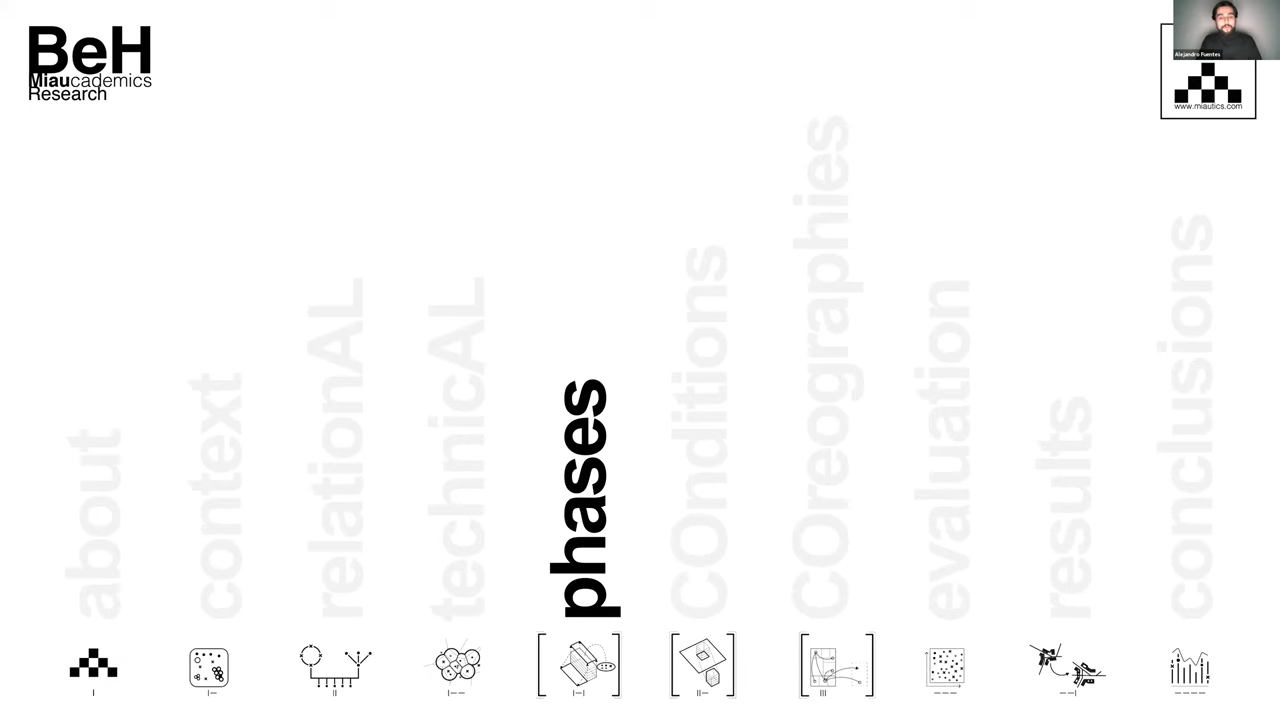 BeH
Miaucademics
Research
Alejandro Fuentes
www.miautics.com
about
context
relationAL
technicAL
phases
COnditions
COreographies
evaluation
results
conclusions